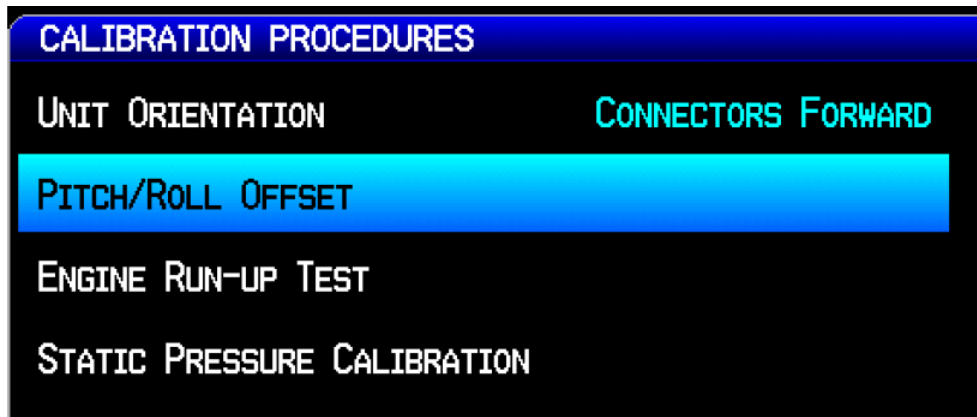 CALIBRATION PROCEDURES
UNIT ORIENTATION CONNECTORS FORWARD
PITCH/ROLL OFFSET
ENGINE RUN-UP TEST
STATIC PRESSURE CALIBRATION